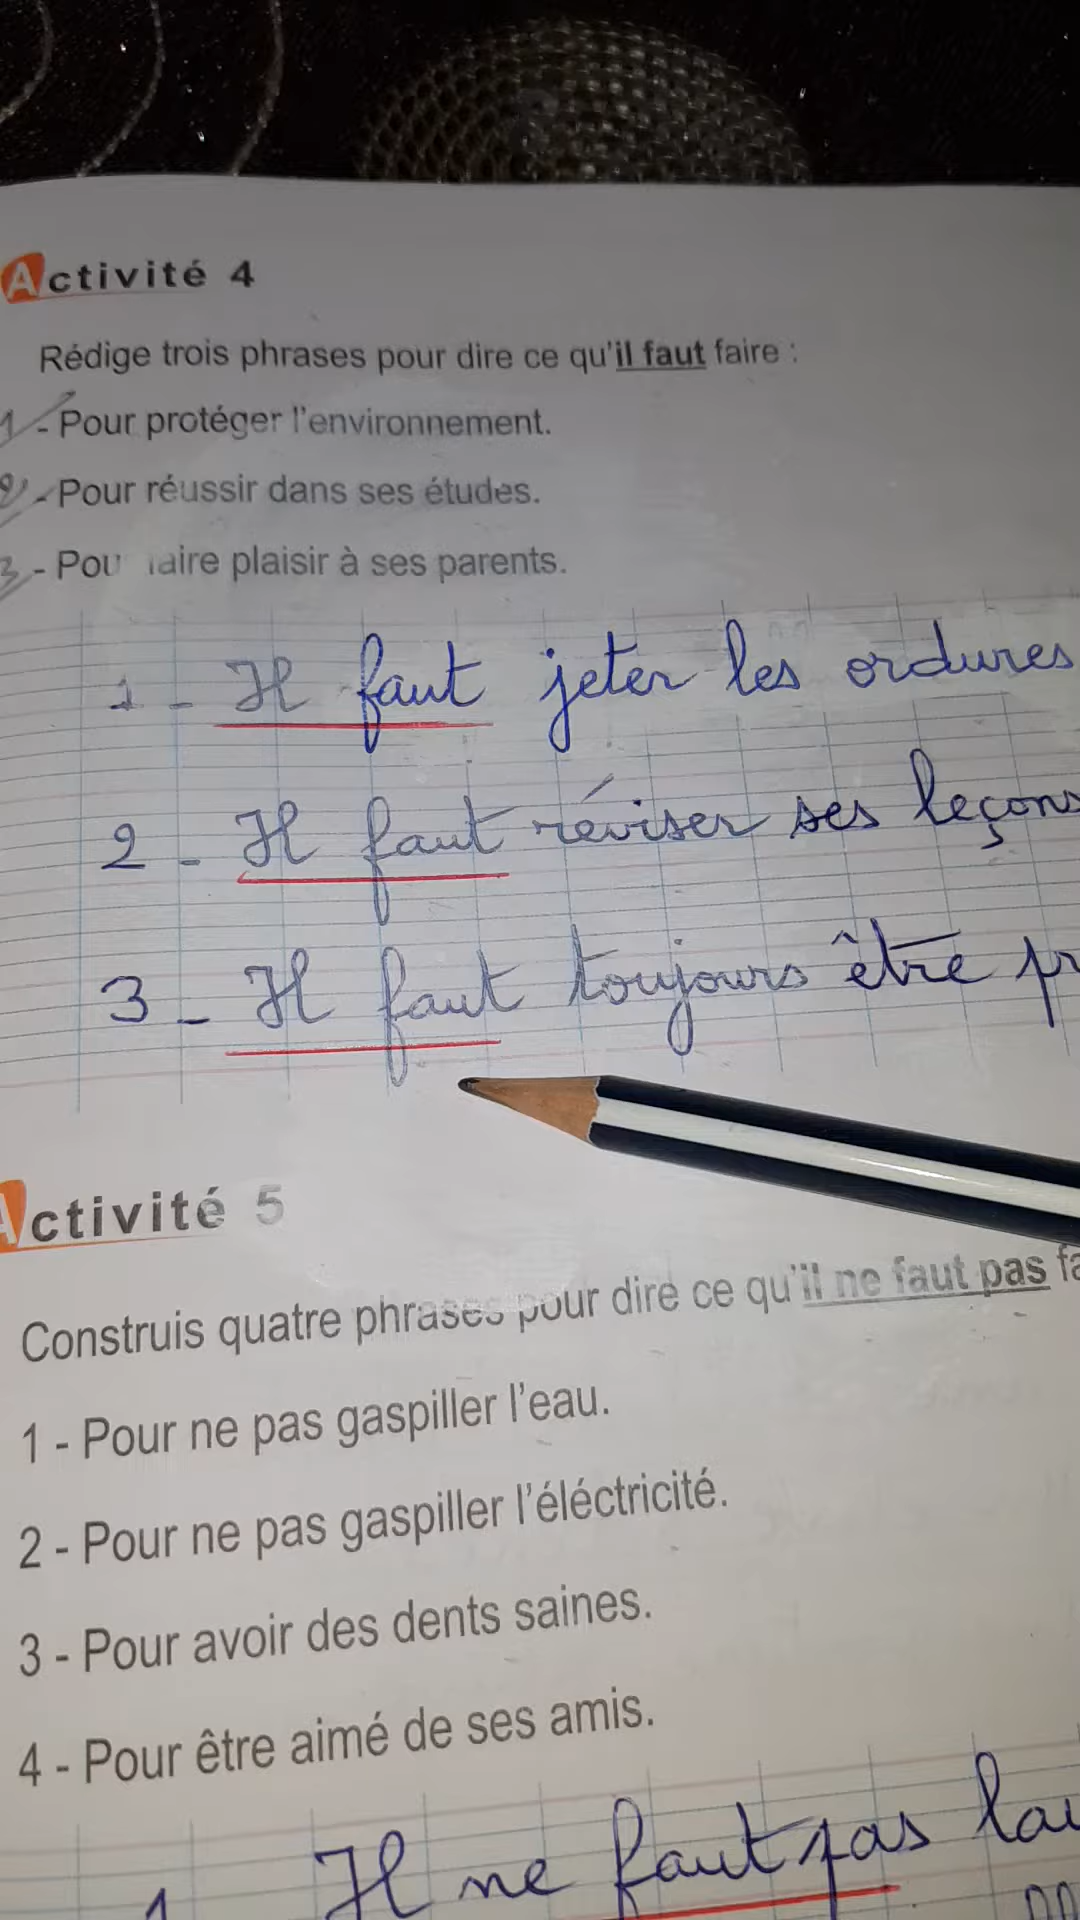 Activité 4
Rédige trois phrases pour dire ce qu'il faut faire :
1 - Pour protéger l'environnement.
2 - Pour réussir dans ses études.
3 - Pour faire plaisir à ses parents.
1 - Il faut jeter les ordures
2 - Il faut réviser ses leçons
3 - Il faut toujours être
Activité 5
Construis quatre phrases pour dire ce qu'il ne faut pas
1 - Pour ne pas gaspiller l'eau.
2 - Pour ne pas gaspiller l'éléctricité.
3 - Pour avoir des dents saines.
4 - Pour être aimé de ses amis.
1 Il ne faut pas